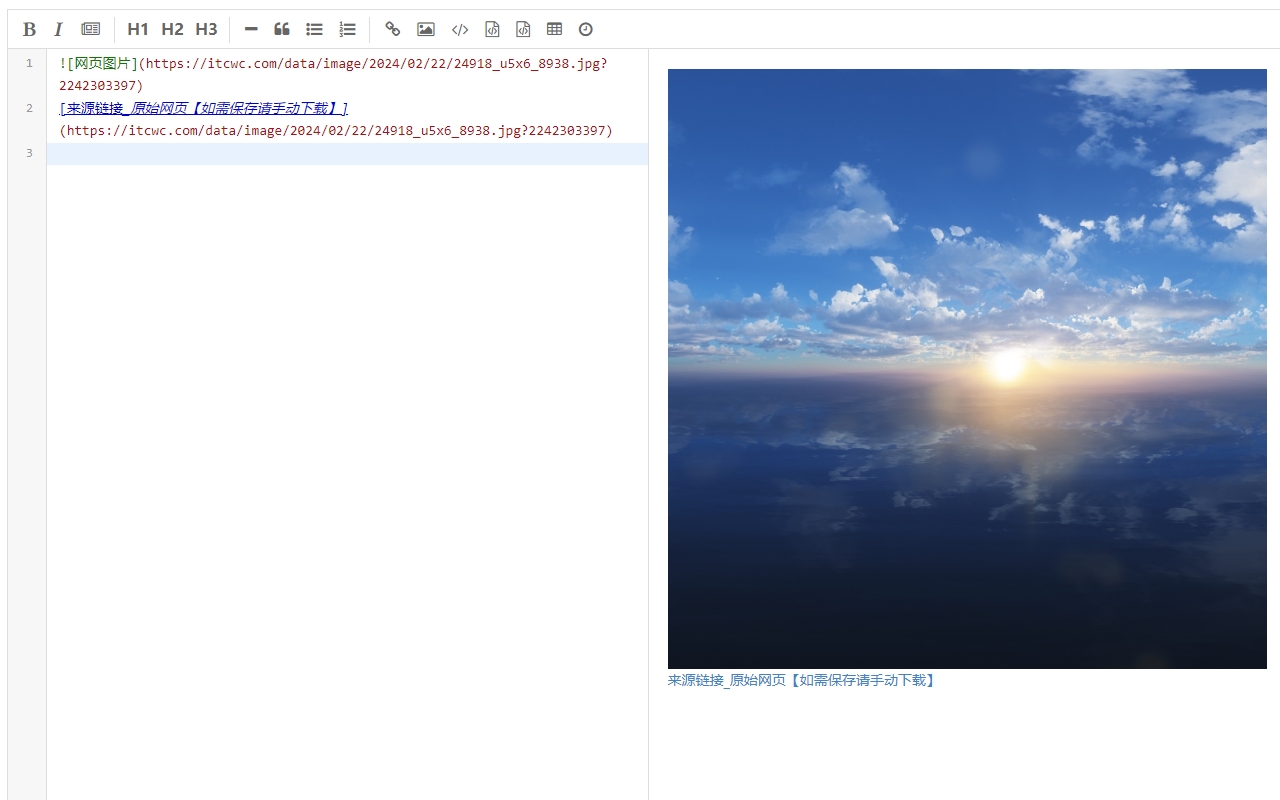 B I H1 H2 H3
1 ![网页图片](https://itcwc.com/data/image/2024/02/22/24918_u5x6_8938.jpg?
2242303397)
2 [来源链接_原始网页【如需保存请手动下载】]
(https://itcwc.com/data/image/2024/02/22/24918_u5x6_8938.jpg?2242303397)
3
来源链接_原始网页【如需保存请手动下载】